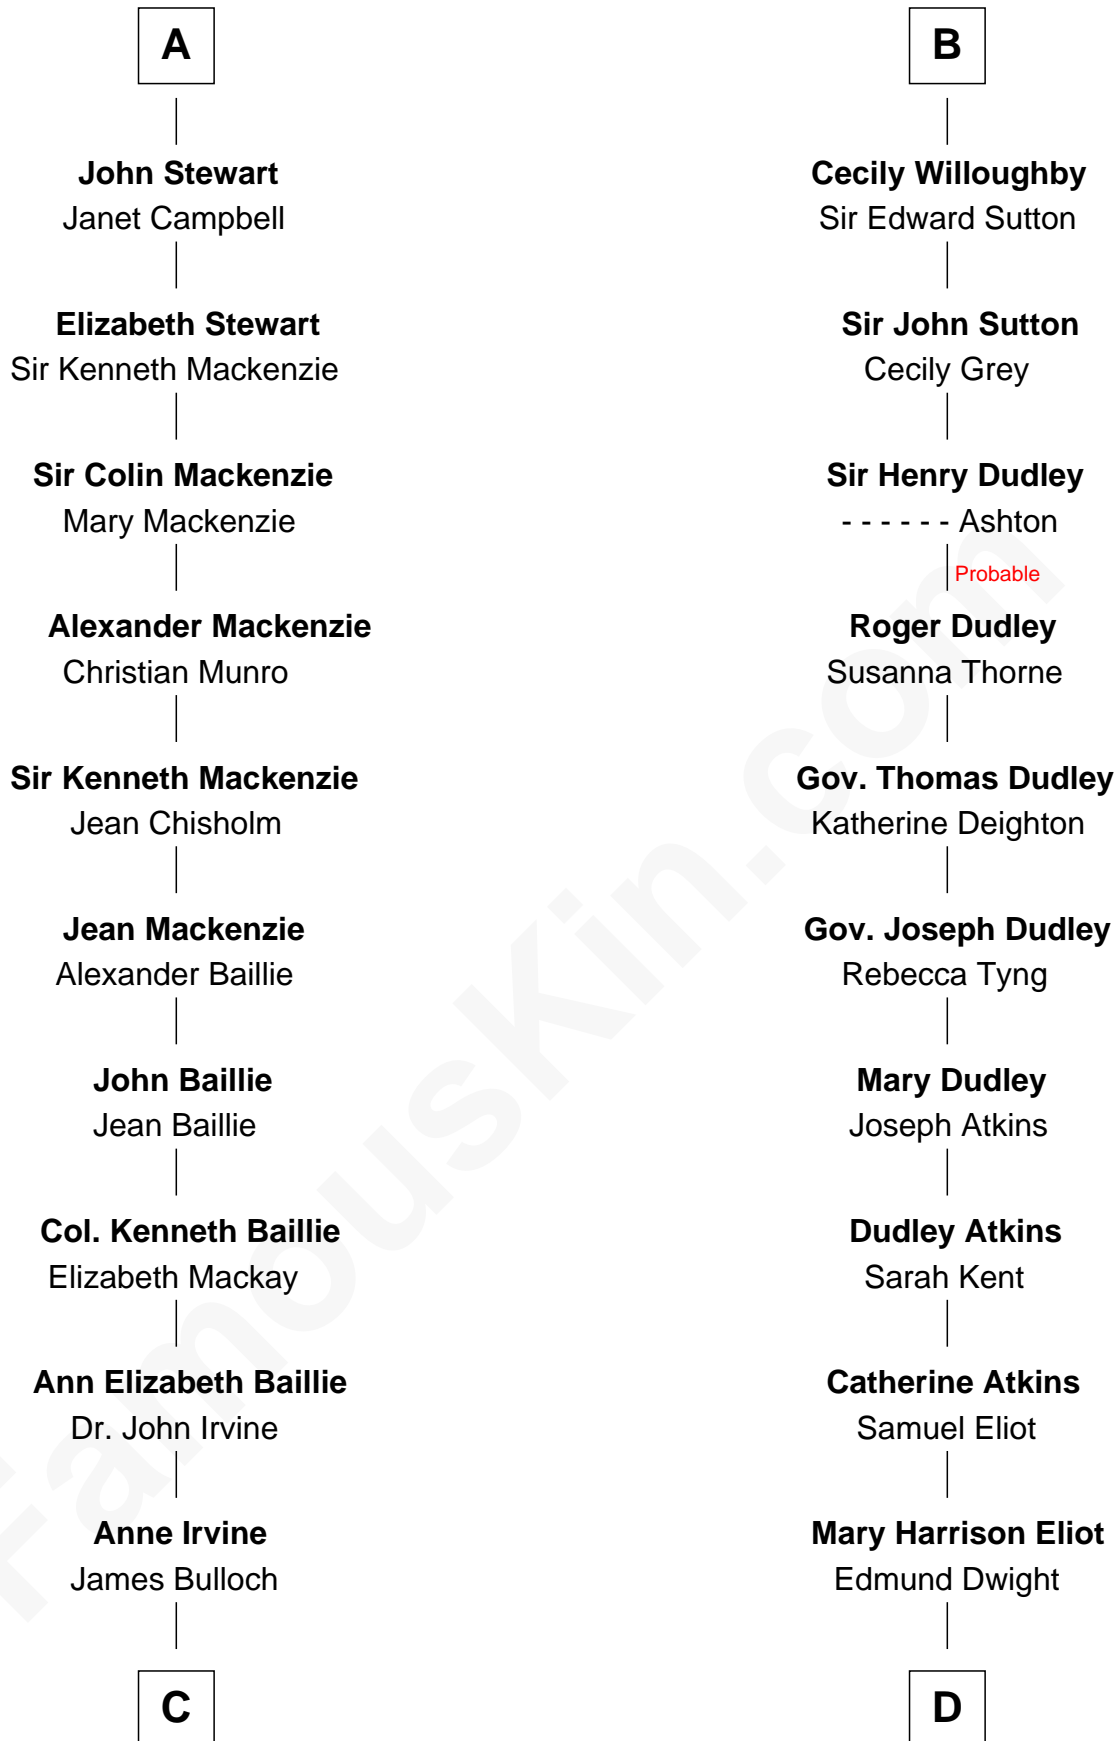 A
John Stewart
Janet Campbell
Elizabeth Stewart
Sir Kenneth Mackenzie
Sir Colin Mackenzie
Mary Mackenzie
Alexander Mackenzie
Christian Munro
Sir Kenneth Mackenzie
Jean Chisholm
Jean Mackenzie
Alexander Baillie
John Baillie
Jean Baillie
Col. Kenneth Baillie
Elizabeth Mackay
Ann Elizabeth Baillie
Dr. John Irvine
Anne Irvine
James Bulloch
C
B
Cecily Willoughby
Sir Edward Sutton
Sir John Sutton
Cecily Grey
Sir Henry Dudley
- - - - - - Ashton
Probable
Roger Dudley
Susanna Thorne
Gov. Thomas Dudley
Katherine Deighton
Gov. Joseph Dudley
Rebecca Tyng
Mary Dudley
Joseph Atkins
Dudley Atkins
Sarah Kent
Catherine Atkins
Samuel Eliot
Mary Harrison Eliot
Edmund Dwight
D
FamousKin.com